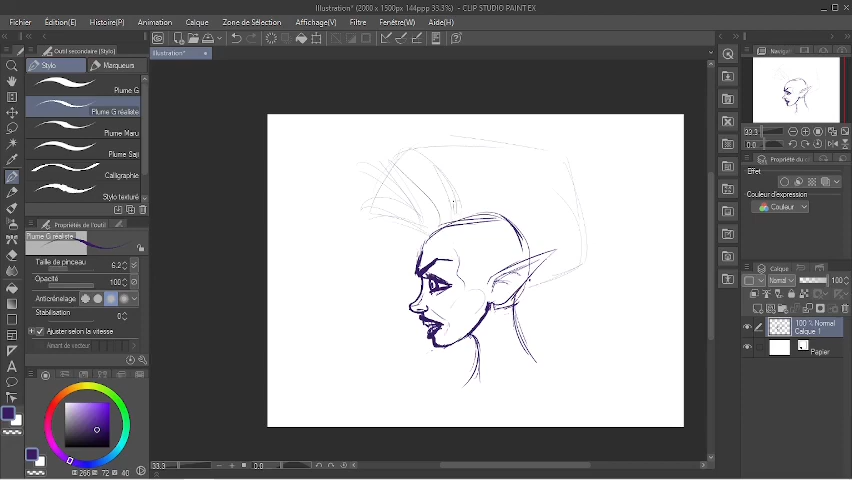 Illustration* (2000 x 1500px 144ppp 33.3%) - CLIP STUDIO PAINT EX
Fichier Édition(E) Histoire(P) Animation Calque Zone de Sélection Affichage(V) Filtre Fenêtre(W) Aide(H)
Outil secondaire (Stylo)
Illustration*
Stylo Marqueurs
Plume G
Plume G réaliste
Plume Maru
Plume Saji
Calligraphie
Stylo texturé
Propriétés de l'outil
Plume G réaliste
Taille de pinceau 6.2
Opacité 100
Anticrénelage
Stabilisation 0
Ajuster selon la vitesse
Aimant de vecteur
266 72 40
33.3 0.0
Navigati
33.3
0.0
Propriété du c
Effet
Couleur d'expression
Couleur
Calque
Normal 100
100 % Normal
Calque 1
Papier